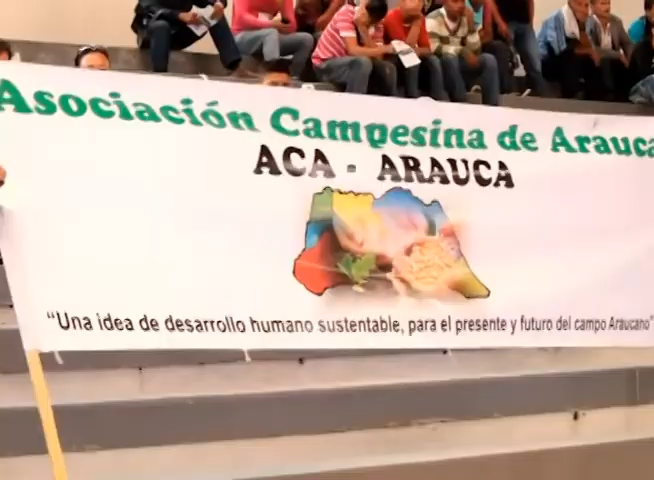 Asociación Campesina de Arauca
ACA - ARAUCA
“Una idea de desarrollo humano sustentable, para el presente y futuro del campo Araucano”